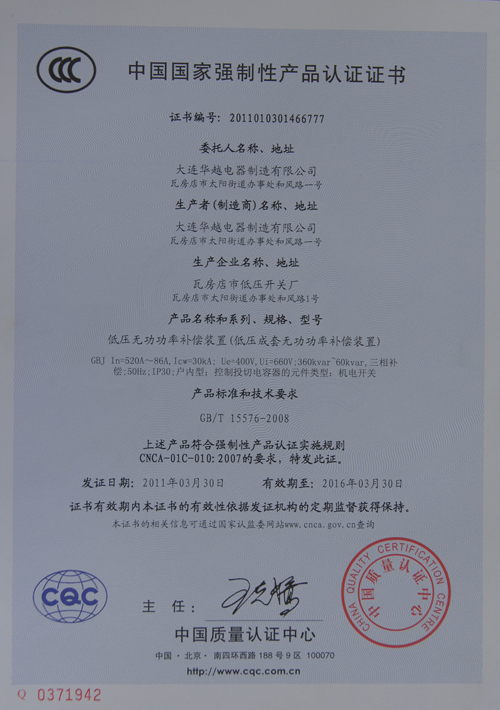 CCC
中国国家强制性产品认证证书
证书编号：2011010301466777
委托人名称、地址
大连华越电器制造有限公司
瓦房店市太阳街道办事处和风路一号
生产者(制造商)名称、地址
大连华越电器制造有限公司
瓦房店市太阳街道办事处和风路一号
生产企业名称、地址
瓦房店市低压开关厂
瓦房店市太阳街道办事处和风路1号
产品名称和系列、规格、型号
低压无功功率补偿装置(低压成套无功功率补偿装置)
GBJ In=520A～86A,Icw=30kA; Ue=400V,Ui=660V;360kvar~60kvar,三相补
偿;50Hz;IP30;户内型；控制投切电容器的元件类型：机电开关
产品标准和技术要求
GB/T 15576-2008
上述产品符合强制性产品认证实施规则
CNCA-01C-010:2007的要求，特发此证。
发证日期：2011年03月30日 有效期至：2016年03月30日
证书有效期内本证书的有效性依据发证机构的定期监督获得保持。
本证书的相关信息可通过国家认监委网站www.cnca.gov.cn查询
CQC
主任：
CHINA QUALITY CERTIFICATION CENTRE
中国质量认证中心
中国质量认证中心
中国·北京·南四环西路188号9区 100070
http://www.cqc.com.cn
Q 0371942